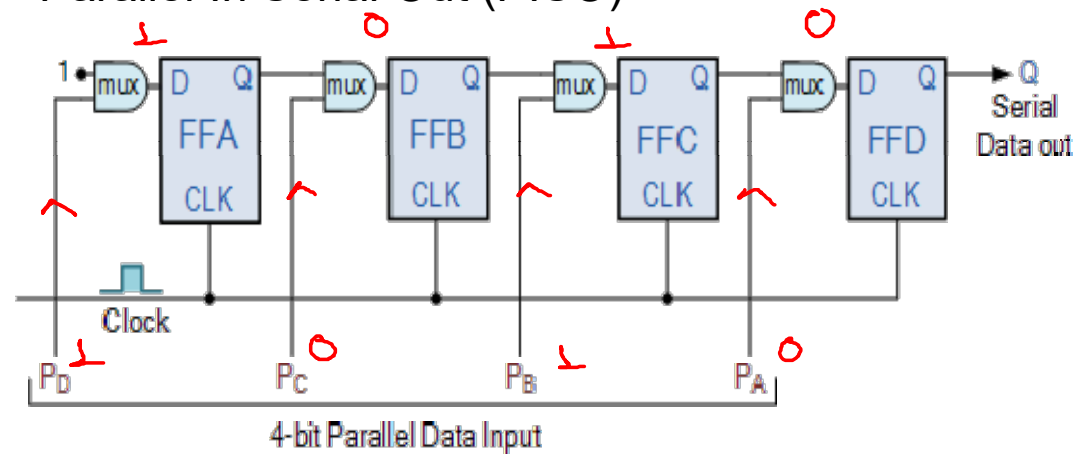 Parallel In Serial Out (PISO)
1 0 1 0
1 mux D Q mux D Q mux D Q mux D Q Q
Serial
FFA FFB FFC FFD Data out
CLK CLK CLK CLK
Clock
PD 1 PC 0 PB 1 PA 0
4-bit Parallel Data Input